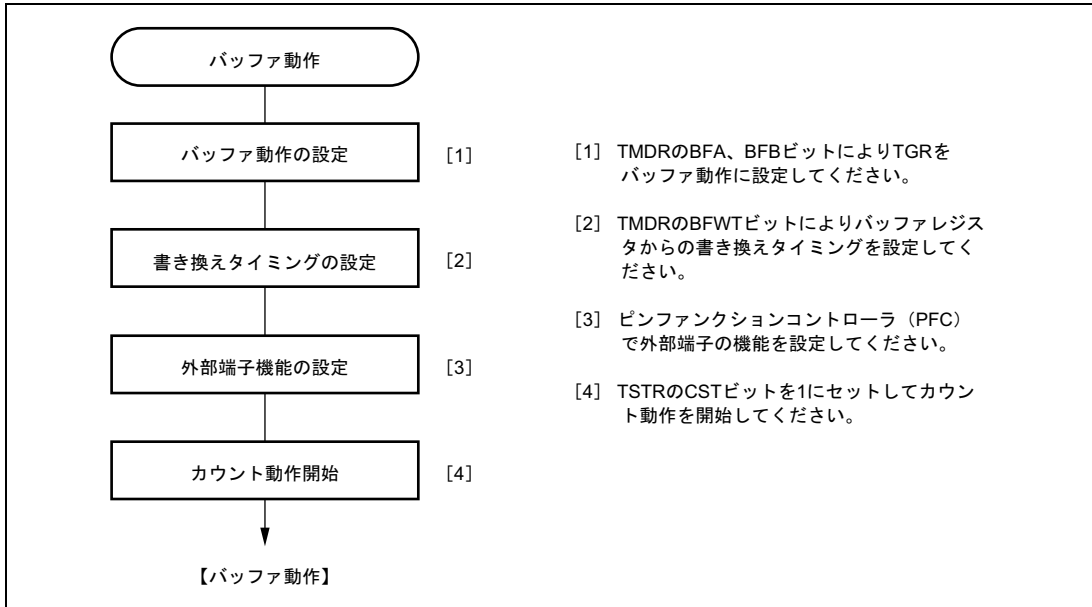 バッファ動作
バッファ動作の設定 [1]
書き換えタイミングの設定 [2]
外部端子機能の設定 [3]
カウント動作開始 [4]
【バッファ動作】
[1] TMDRのBFA、BFBビットによりTGRを
バッファ動作に設定してください。
[2] TMDRのBFWTビットによりバッファレジス
タからの書き換えタイミングを設定してく
ださい。
[3] ピンファンクションコントローラ（PFC）
で外部端子の機能を設定してください。
[4] TSTRのCSTビットを1にセットしてカウン
ト動作を開始してください。